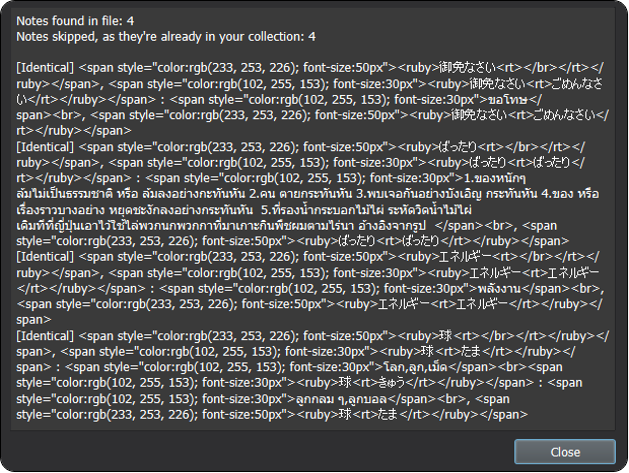 Notes found in file: 4
Notes skipped, as they're already in your collection: 4
[Identical] <span style="color:rgb(233, 253, 226); font-size:50px"><ruby>御免なさい<rt></br></rt></
ruby></span>, <span style="color:rgb(102, 255, 153); font-size:30px"><ruby>御免なさい<rt>ごめんなさ
い</rt></ruby></span> : <span style="color:rgb(102, 255, 153); font-size:30px">ขอโทษ</
span><br>, <span style="color:rgb(233, 253, 226); font-size:50px"><ruby>御免なさい<rt>ごめんなさい</
rt></ruby></span>
[Identical] <span style="color:rgb(233, 253, 226); font-size:50px"><ruby>ばったり<rt></br></rt></
ruby></span>, <span style="color:rgb(102, 255, 153); font-size:30px"><ruby>ばったり<rt>ばったり</
rt></ruby></span> : <span style="color:rgb(102, 255, 153); font-size:30px">1.ของหนักๆ
ล้มไม่เป็นธรรมชาติ หรือ ล้มลงอย่างกะทันหัน 2.คน ตายกระทันหัน 3.พบเจอกันอย่างบังเอิญ กระทันหัน 4.ของ หรือ
เรื่องราวบางอย่าง หยุดชะงักลงอย่างกระทันหัน 5.ที่รองน้ำกระบอกไม้ไผ่ ระหัดวิดน้ำไม้ไผ่
เดิมทีที่ญี่ปุ่นเอาไว้ใช้ไล่พวกนกพวกกาที่มาเกาะกินพืชผมตามไร่นา อ้างอิงจากรูป </span><br>, <span
style="color:rgb(233, 253, 226); font-size:50px"><ruby>ばったり<rt>ばったり</rt></ruby></span>
[Identical] <span style="color:rgb(233, 253, 226); font-size:50px"><ruby>エネルギー<rt></br></rt></
ruby></span>, <span style="color:rgb(102, 255, 153); font-size:30px"><ruby>エネルギー<rt>エネルギー
</rt></ruby></span> : <span style="color:rgb(102, 255, 153); font-size:30px">พลังงาน</span><br>,
<span style="color:rgb(233, 253, 226); font-size:50px"><ruby>エネルギー<rt>エネルギー</rt></ruby></
span>
[Identical] <span style="color:rgb(233, 253, 226); font-size:50px"><ruby>球<rt></br></rt></ruby></
span>, <span style="color:rgb(102, 255, 153); font-size:30px"><ruby>球<rt>たま</rt></ruby></
span> : <span style="color:rgb(102, 255, 153); font-size:30px">โลก,ลูก,เม็ด</span><br><span
style="color:rgb(102, 255, 153); font-size:30px"><ruby>球<rt>きゅう</rt></ruby></span> : <span
style="color:rgb(102, 255, 153); font-size:30px">ลูกกลม ๆ,ลูกบอล</span><br>, <span
style="color:rgb(233, 253, 226); font-size:50px"><ruby>球<rt>たま</rt></ruby></span>
Close